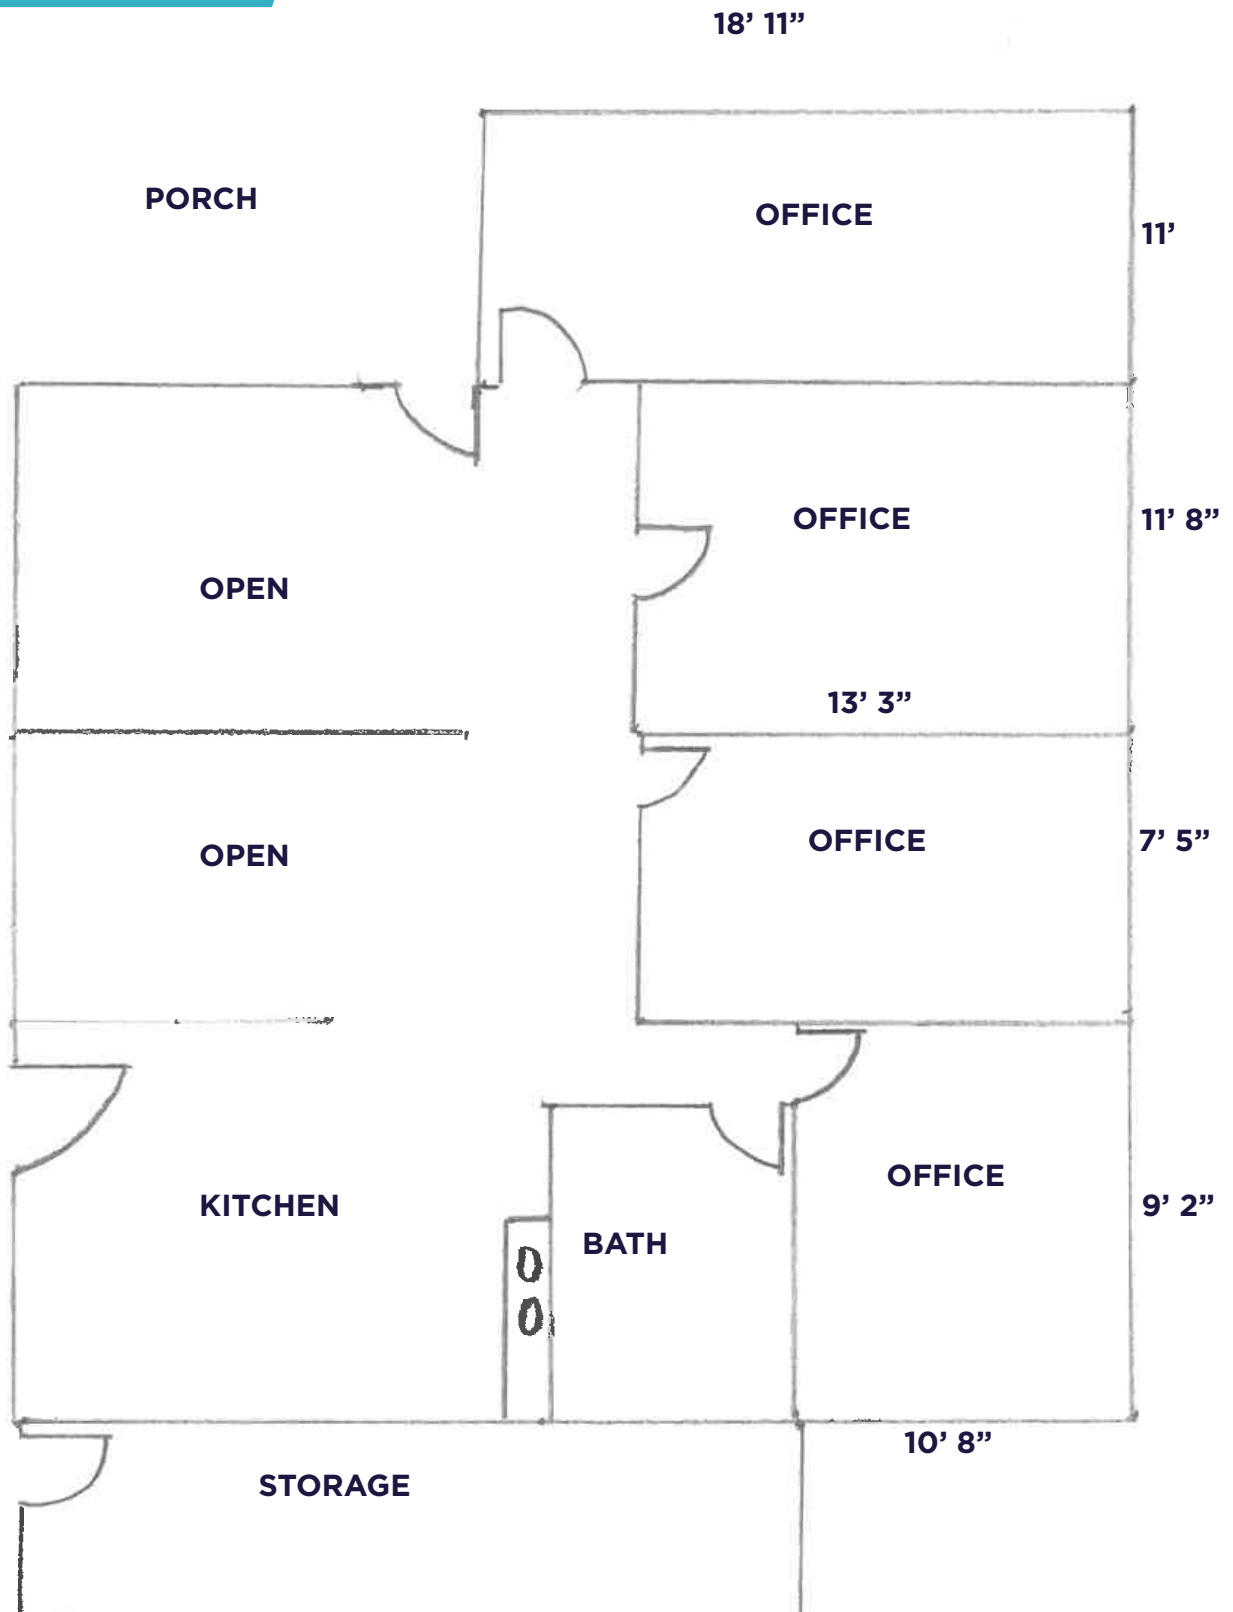 18’ 11”
PORCH
OFFICE
11’
OFFICE
11’ 8”
OPEN
13’ 3”
OFFICE
7’ 5”
OPEN
OFFICE
9’ 2”
KITCHEN
BATH
10’ 8”
STORAGE